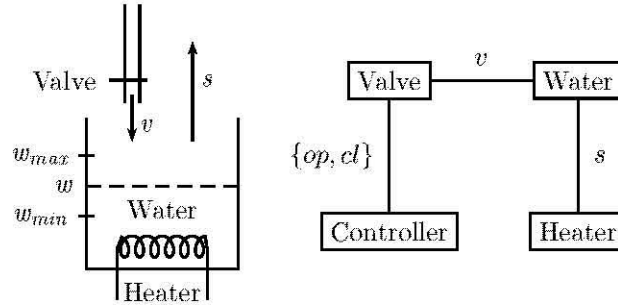 Valve
s
v
w_max
w
Water
w_min
Heater
v
Valve
Water
{op, cl}
s
Controller
Heater